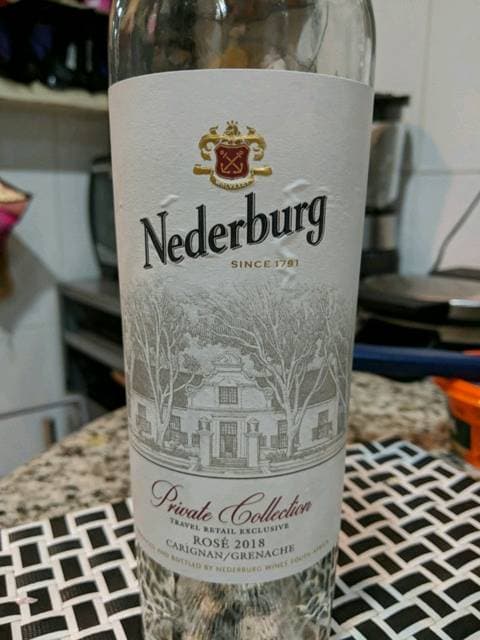 Nederburg
SINCE 1791
Private Collection
TRAVEL RETAIL EXCLUSIVE
ROSÉ 2018
CARIGNAN/GRENACHE
AND BOTTLED BY NEDERBURG WINES SOUTH AFRICA